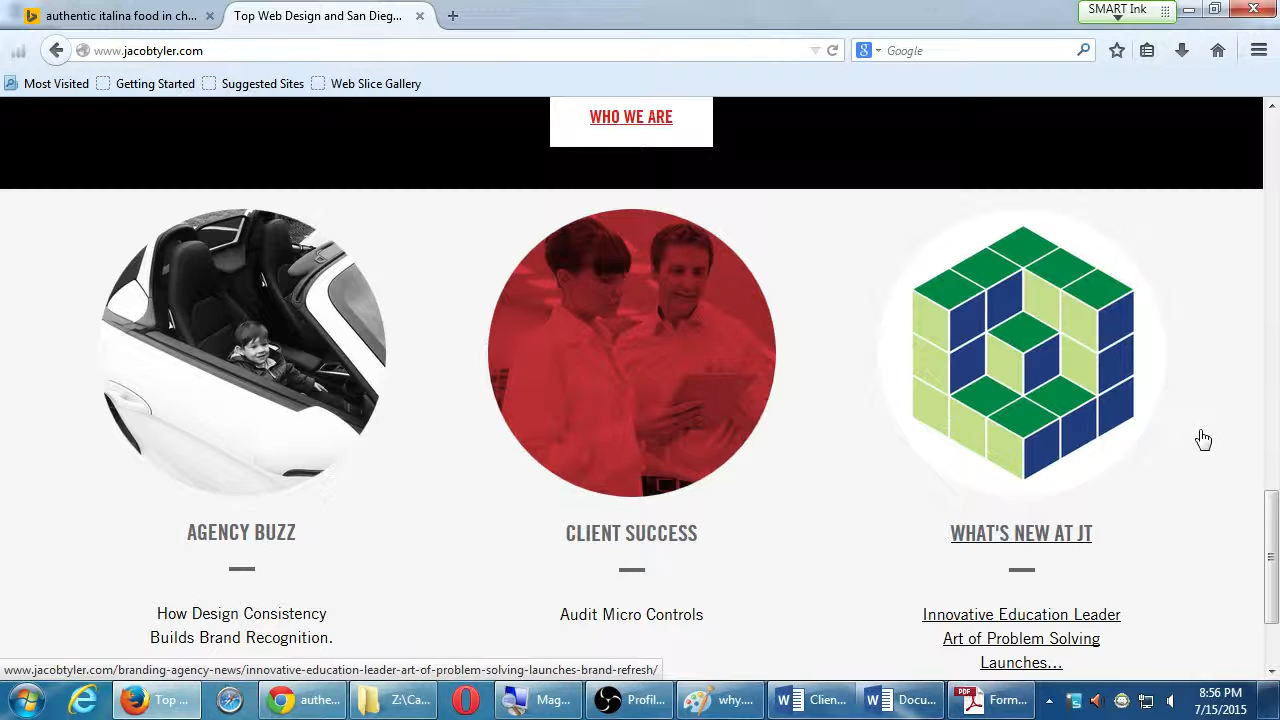 authentic italina food in ch...
Top Web Design and San Dieg...
SMART Ink
www.jacobtyler.com
Google
Most Visited
Getting Started
Suggested Sites
Web Slice Gallery
WHO WE ARE
AGENCY BUZZ
CLIENT SUCCESS
WHAT'S NEW AT JT
How Design Consistency
Builds Brand Recognition.
Audit Micro Controls
Innovative Education Leader
Art of Problem Solving
Launches...
www.jacobtyler.com/branding-agency-news/innovative-education-leader-art-of-problem-solving-launches-brand-refresh/
Top ...
authe...
Z:\Ca...
Mag...
Profil...
why....
Clien...
Docu...
Form...
8:56 PM
7/15/2015